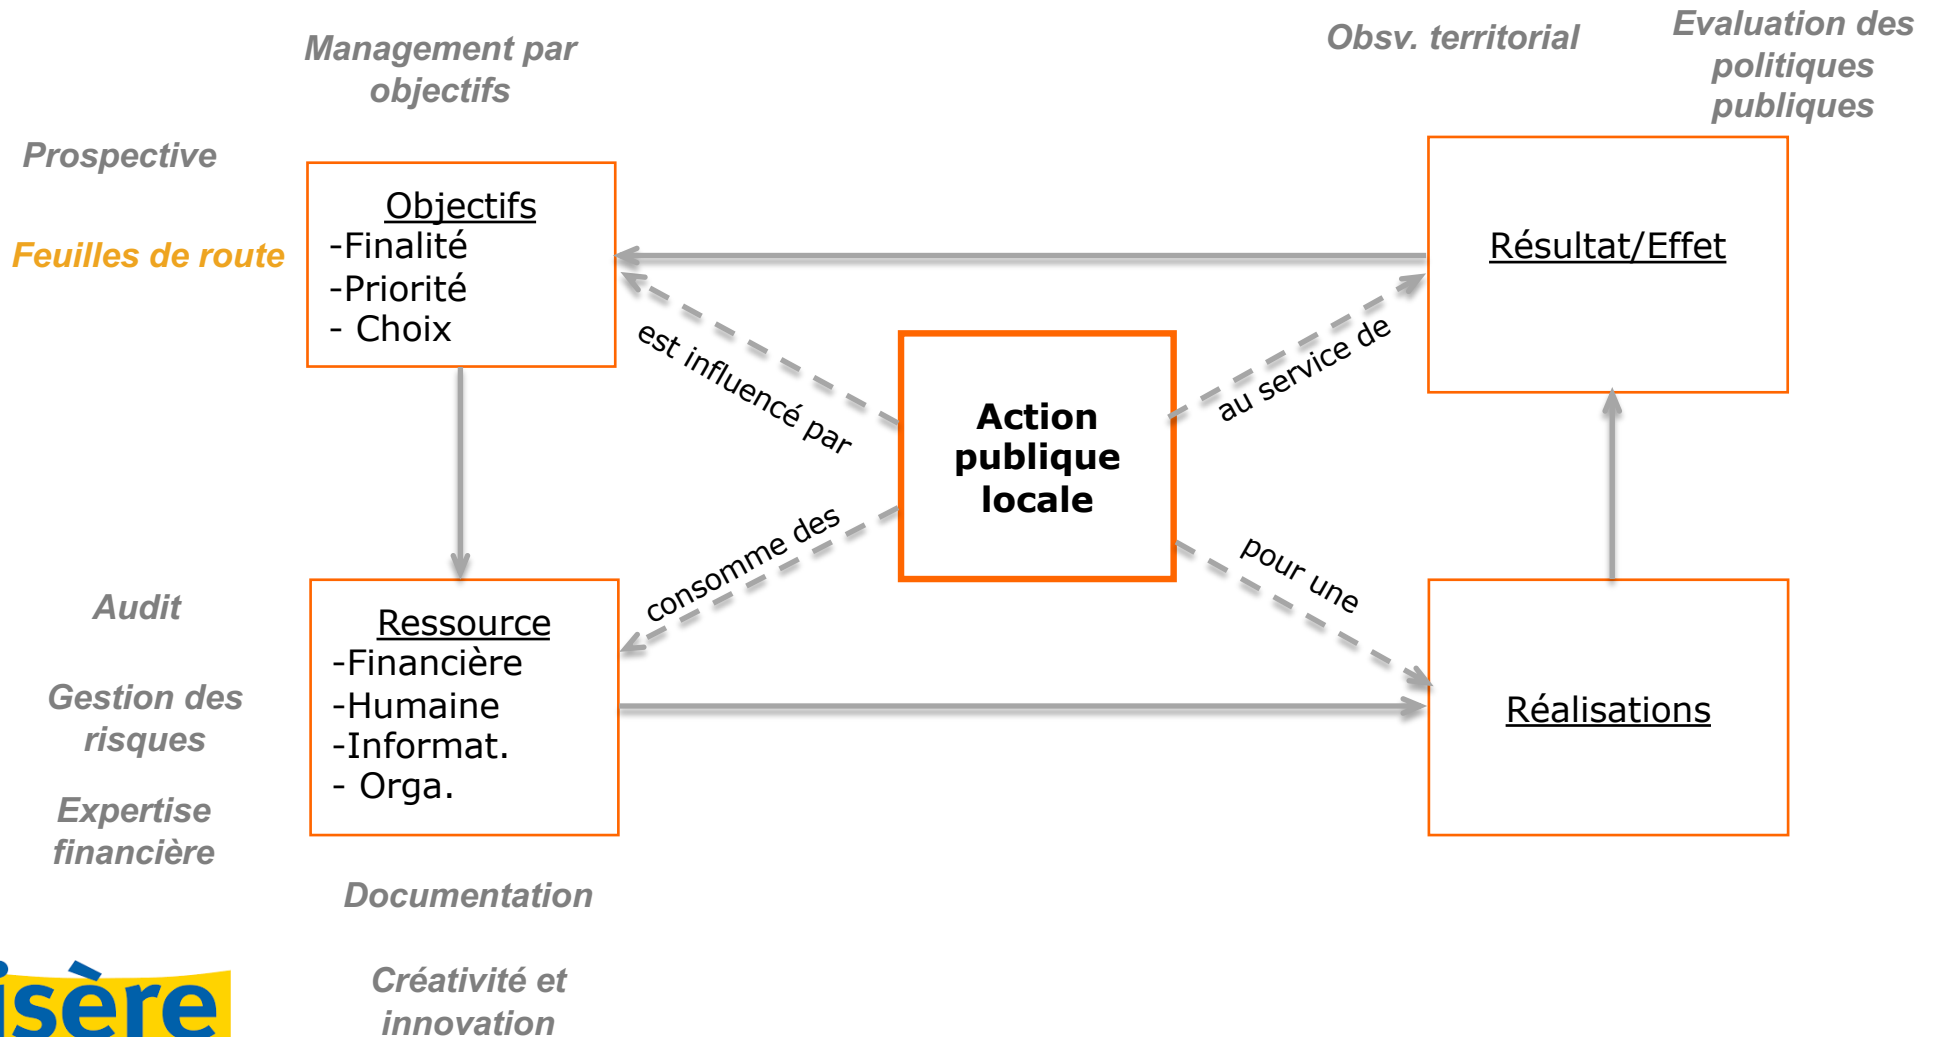 Management par
objectifs
Obsv. territorial
Evaluation des
politiques
publiques
Prospective
Feuilles de route
Objectifs
-Finalité
-Priorité
- Choix
Résultat/Effet
est influencé par
au service de
Action
publique
locale
consomme des
pour une
Audit
Gestion des
risques
Expertise
financière
Ressource
-Financière
-Humaine
-Informat.
- Orga.
Réalisations
Documentation
Créativité et
innovation
isère